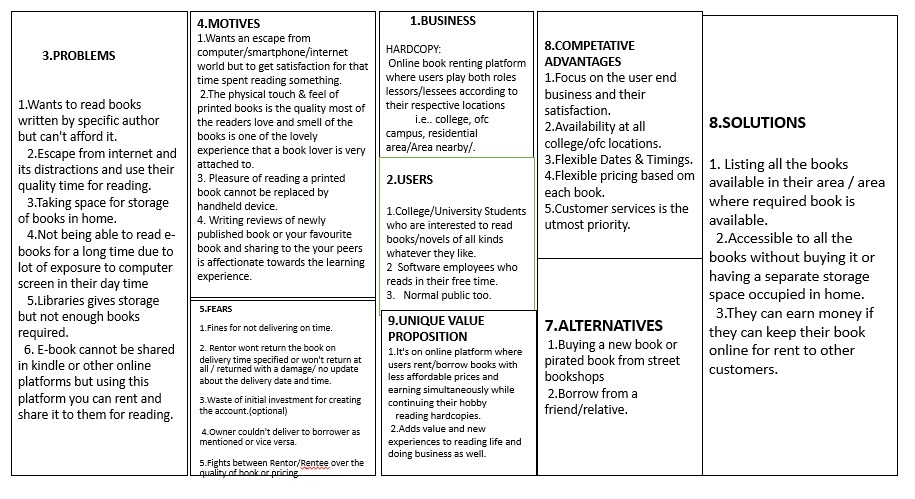 3.PROBLEMS
1.Wants to read books
written by specific author
but can't afford it.
2.Escape from internet and
its distractions and use their
quality time for reading.
3.Taking space for storage
of books in home.
4.Not being able to read e-
books for a long time due to
lot of exposure to computer
screen in their day time
5.Libraries gives storage
but not enough books
required.
6. E-book cannot be shared
in kindle or other online
platforms but using this
platform you can rent and
share it to them for reading.
4.MOTIVES
1.Wants an escape from
computer/smartphone/internet
world but to get satisfaction for that
time spent reading something.
2.The physical touch & feel of
printed books is the quality most of
the readers love and smell of the
books is one of the lovely
experience that a book lover is very
attached to.
3. Pleasure of reading a printed
book cannot be replaced by
handheld device.
4. Writing reviews of newly
published book or your favourite
book and sharing to the your peers
is affectionate towards the learning
experience.
5.FEARS
1.Fines for not delivering on time.
2. Rentor wont return the book on
delivery time specified or won't return at
all / returned with a damage/ no update
about the delivery date and time.
3.Waste of initial investment for creating
the account.(optional)
4.Owner couldn't deliver to borrower as
mentioned or vice versa.
5.Fights between Rentor/Rentee over the
quality of book or pricing
1.BUSINESS
HARDCOPY:
Online book renting platform
where users play both roles
lessors/lessees according to
their respective locations
i.e.. college, ofc
campus, residential
area/Area nearby/.
2.USERS
1.College/University Students
who are interested to read
books/novels of all kinds
whatever they like.
2 Software employees who
reads in their free time.
3. Normal public too.
9.UNIQUE VALUE
PROPOSITION
1.It's on online platform where
users rent/borrow books with
less affordable prices and
earning simultaneously while
continuing their hobby
reading hardcopies.
2.Adds value and new
experiences to reading life and
doing business as well.
8.COMPETATIVE
ADVANTAGES
1.Focus on the user end
business and their
satisfaction.
2.Availability at all
college/ofc locations.
3.Flexible Dates & Timings.
4.Flexible pricing based om
each book.
5.Customer services is the
utmost priority.
7.ALTERNATIVES
1.Buying a new book or
pirated book from street
bookshops
2.Borrow from a
friend/relative.
8.SOLUTIONS
1. Listing all the books
available in their area / area
where required book is
available.
2.Accessible to all the
books without buying it or
having a separate storage
space occupied in home.
3.They can earn money if
they can keep their book
online for rent to other
customers.